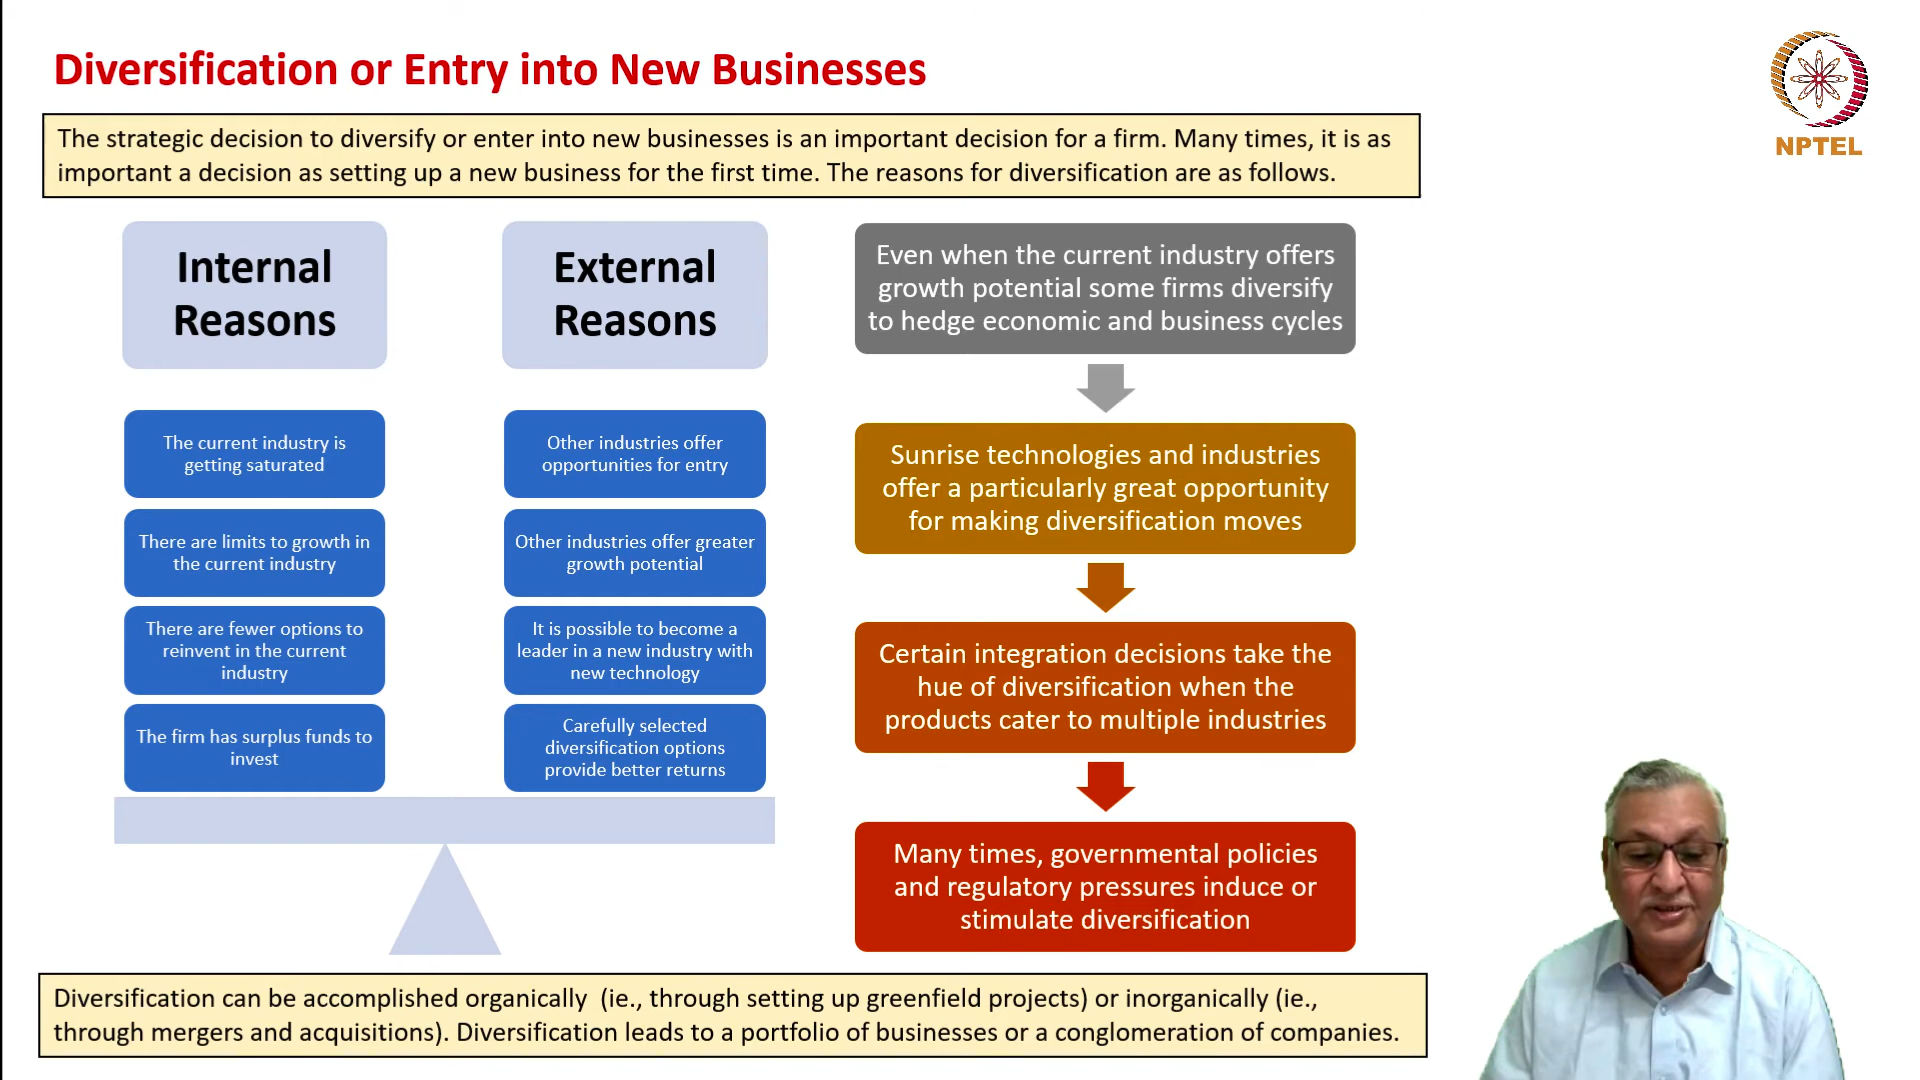 Diversification or Entry into New Businesses
NPTEL
The strategic decision to diversify or enter into new businesses is an important decision for a firm. Many times, it is as
important a decision as setting up a new business for the first time. The reasons for diversification are as follows.
Internal
Reasons
The current industry is
getting saturated
There are limits to growth in
the current industry
There are fewer options to
reinvent in the current
industry
The firm has surplus funds to
invest
External
Reasons
Other industries offer
opportunities for entry
Other industries offer greater
growth potential
It is possible to become a
leader in a new industry with
new technology
Carefully selected
diversification options
provide better returns
Even when the current industry offers
growth potential some firms diversify
to hedge economic and business cycles
Sunrise technologies and industries
offer a particularly great opportunity
for making diversification moves
Certain integration decisions take the
hue of diversification when the
products cater to multiple industries
Many times, governmental policies
and regulatory pressures induce or
stimulate diversification
Diversification can be accomplished organically  (ie., through setting up greenfield projects) or inorganically (ie.,
through mergers and acquisitions). Diversification leads to a portfolio of businesses or a conglomeration of companies.